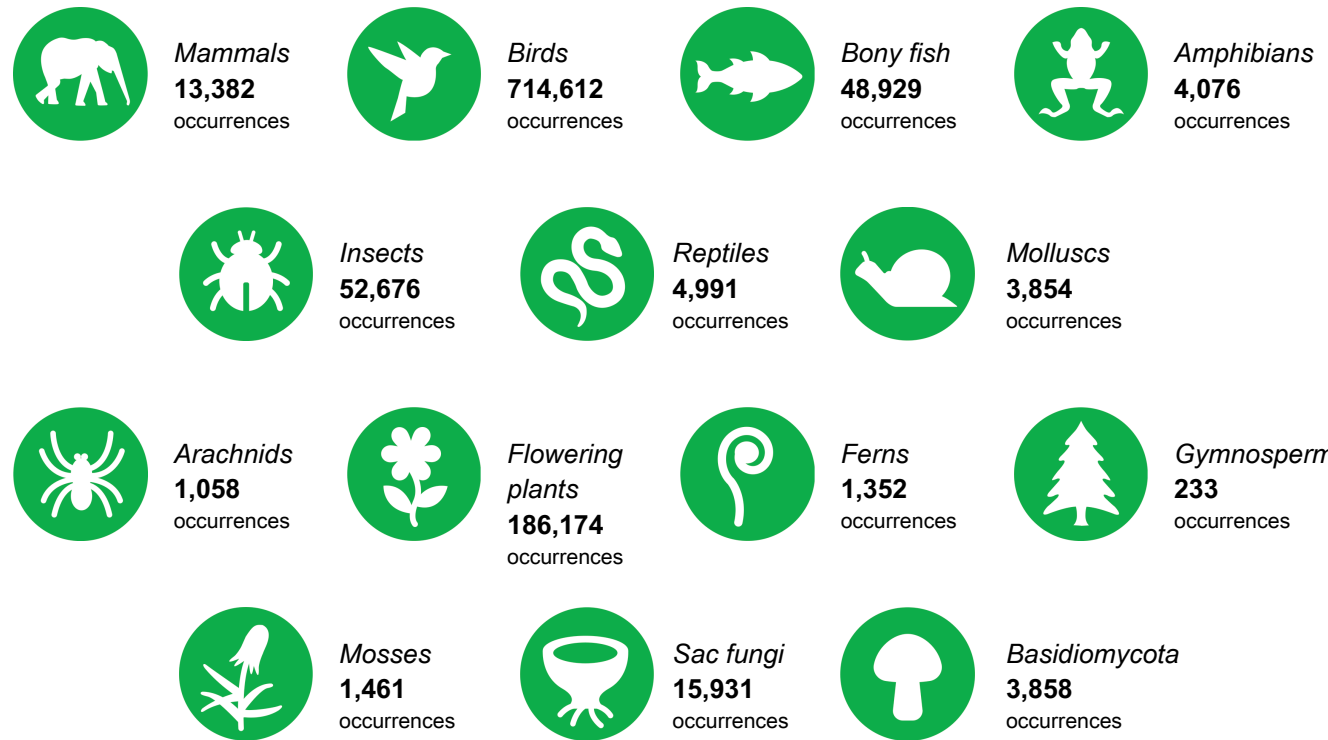 Mammals
13,382
occurrences
Birds
714,612
occurrences
Bony fish
48,929
occurrences
Amphibians
4,076
occurrences
Insects
52,676
occurrences
Reptiles
4,991
occurrences
Molluscs
3,854
occurrences
Arachnids
1,058
occurrences
Flowering
plants
186,174
occurrences
Ferns
1,352
occurrences
Gymnosperm
233
occurrences
Mosses
1,461
occurrences
Sac fungi
15,931
occurrences
Basidiomycota
3,858
occurrences